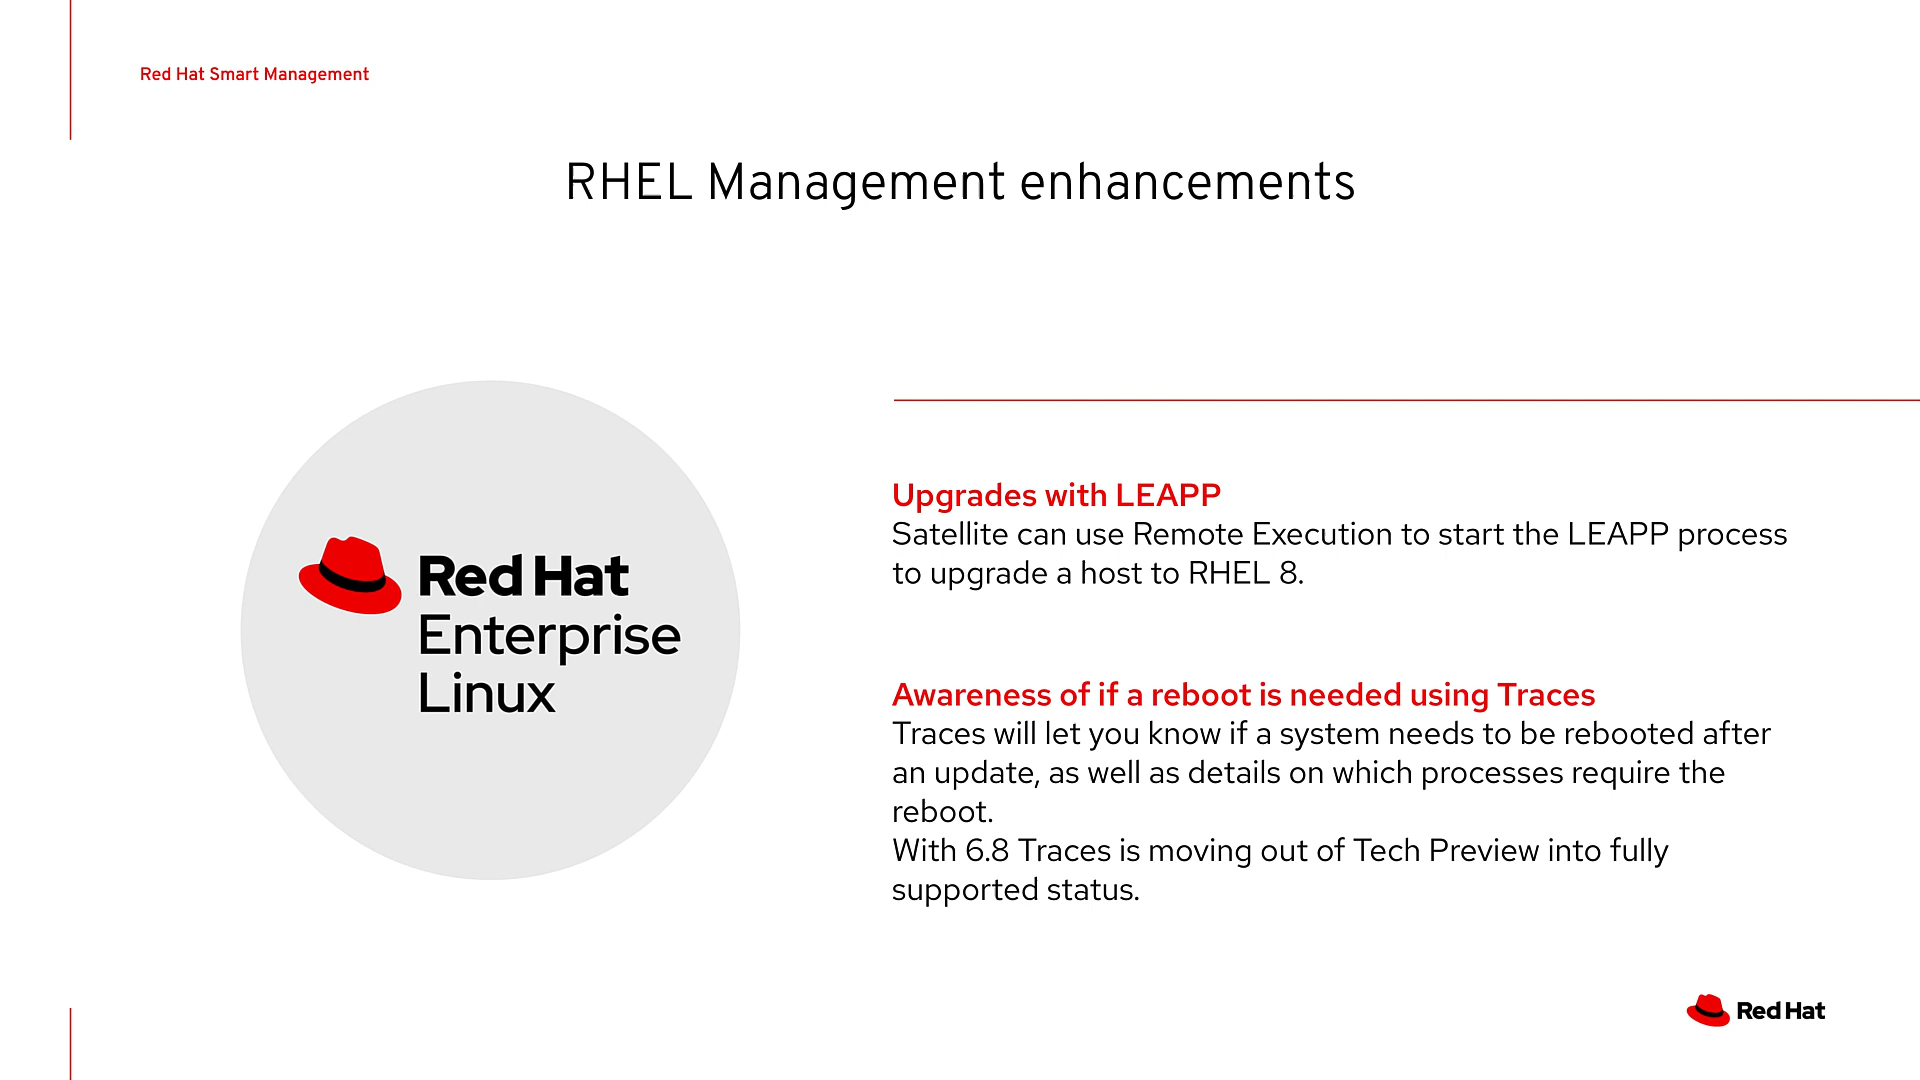 Red Hat Smart Management
RHEL Management enhancements
Red Hat
Enterprise
Linux
Upgrades with LEAPP
Satellite can use Remote Execution to start the LEAPP process
to upgrade a host to RHEL 8.
Awareness of if a reboot is needed using Traces
Traces will let you know if a system needs to be rebooted after
an update, as well as details on which processes require the
reboot.
With 6.8 Traces is moving out of Tech Preview into fully
supported status.
Red Hat